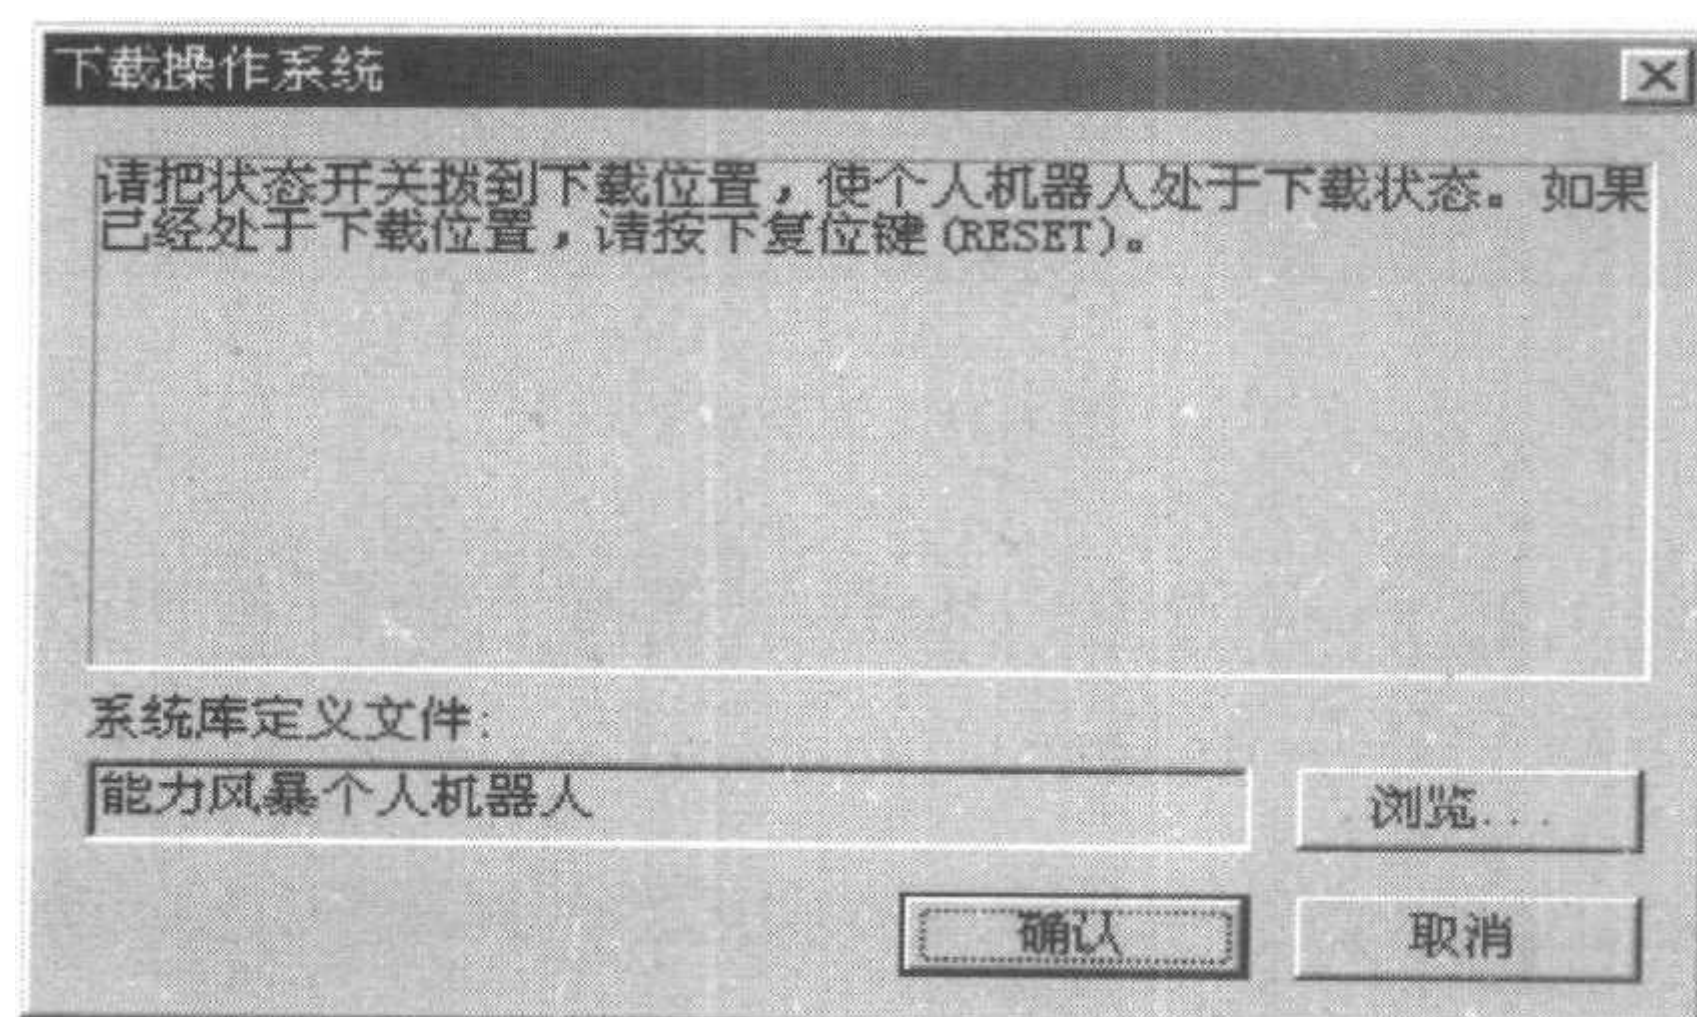 下载操作系统
请把状态开关拨到下载位置，使个人机器人处于下载状态。如果
已经处于下载位置，请按下复位键(RESET)。
系统库定义文件:
能力风暴个人机器人
浏览...
确认
取消